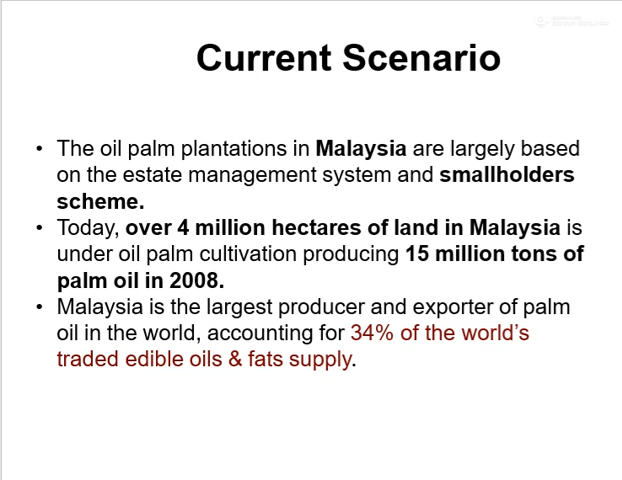 Current Scenario
• The oil palm plantations in Malaysia are largely based
on the estate management system and smallholders
scheme.
• Today, over 4 million hectares of land in Malaysia is
under oil palm cultivation producing 15 million tons of
palm oil in 2008.
• Malaysia is the largest producer and exporter of palm
oil in the world, accounting for 34% of the world's
traded edible oils & fats supply.